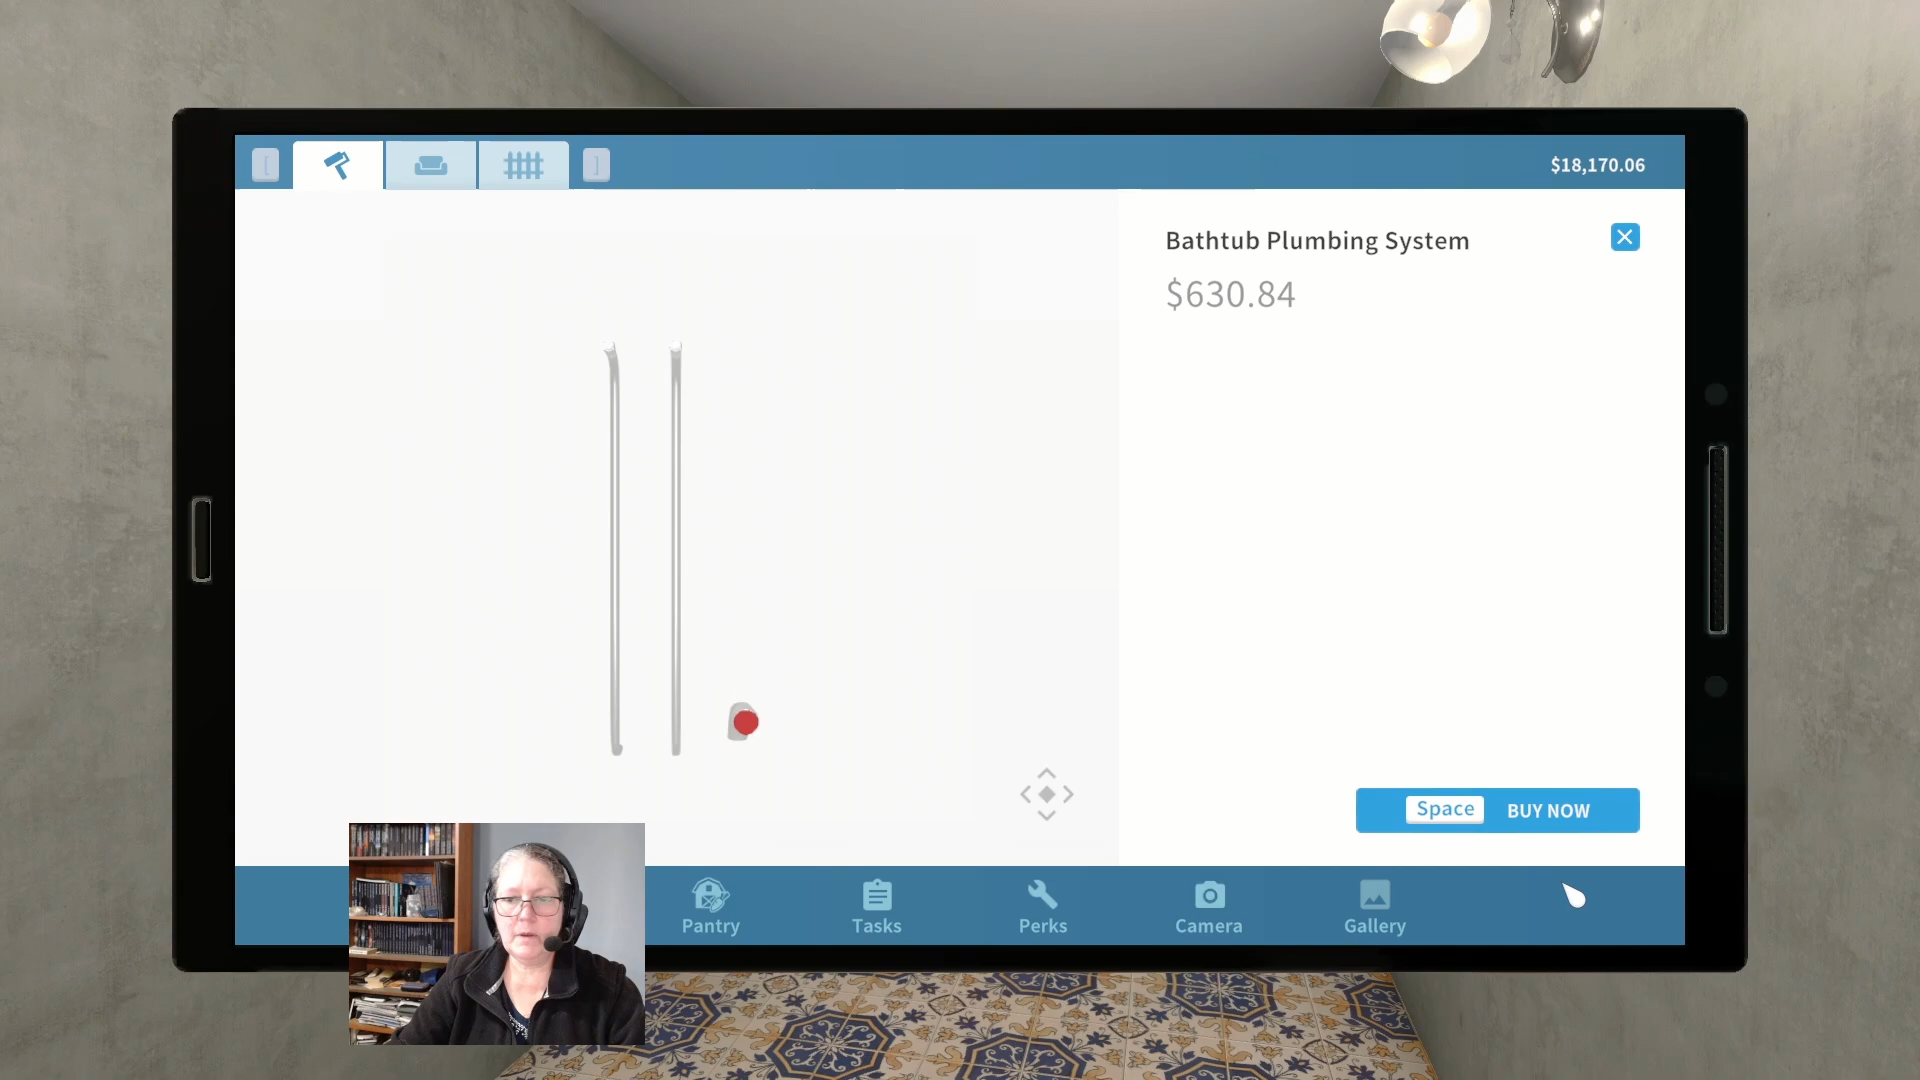 [
]
$18,170.06
Bathtub Plumbing System
$630.84
Space BUY NOW
Pantry
Tasks
Perks
Camera
Gallery